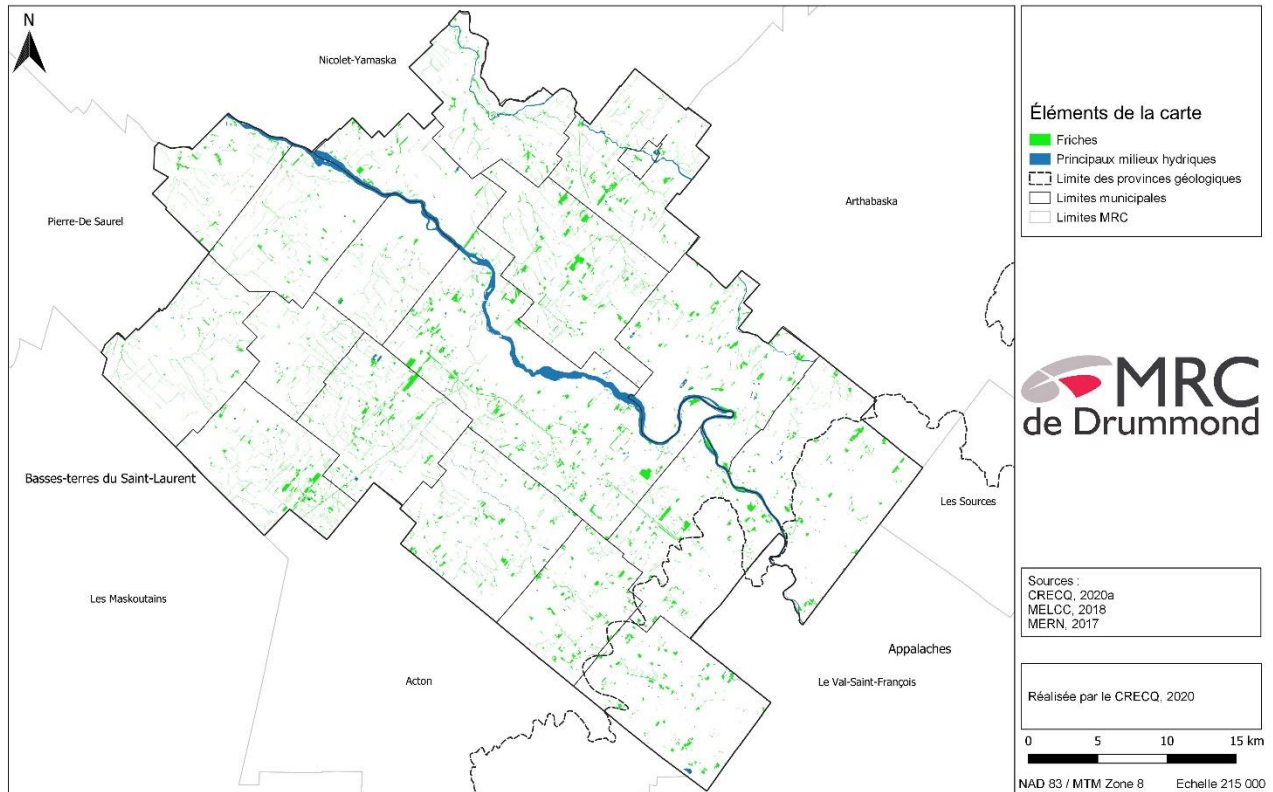 N
Nicolet-Yamaska
Pierre-De Saurel
Arthabaska
Basses-terres du Saint-Laurent
Les Sources
Les Maskoutains
Acton
Appalaches
Le Val-Saint-François
Éléments de la carte
Friches
Principaux milieux hydriques
Limite des provinces géologiques
Limites municipales
Limites MRC
MRC
de Drummond
Sources :
CRECQ, 2020a
MELCC, 2018
MERN, 2017
Réalisée par le CRECQ, 2020
0 5 10 15 km
NAD 83 / MTM Zone 8 Echelle 215 000